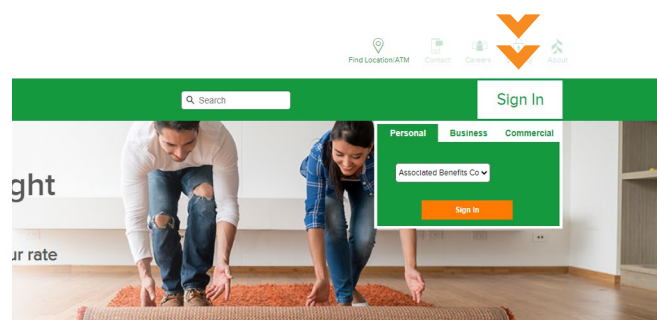 Find Location/ATM Contact Careers About
Search
Sign In
Personal Business Commercial
Associated Benefits Co
Sign In
ght
ur rate